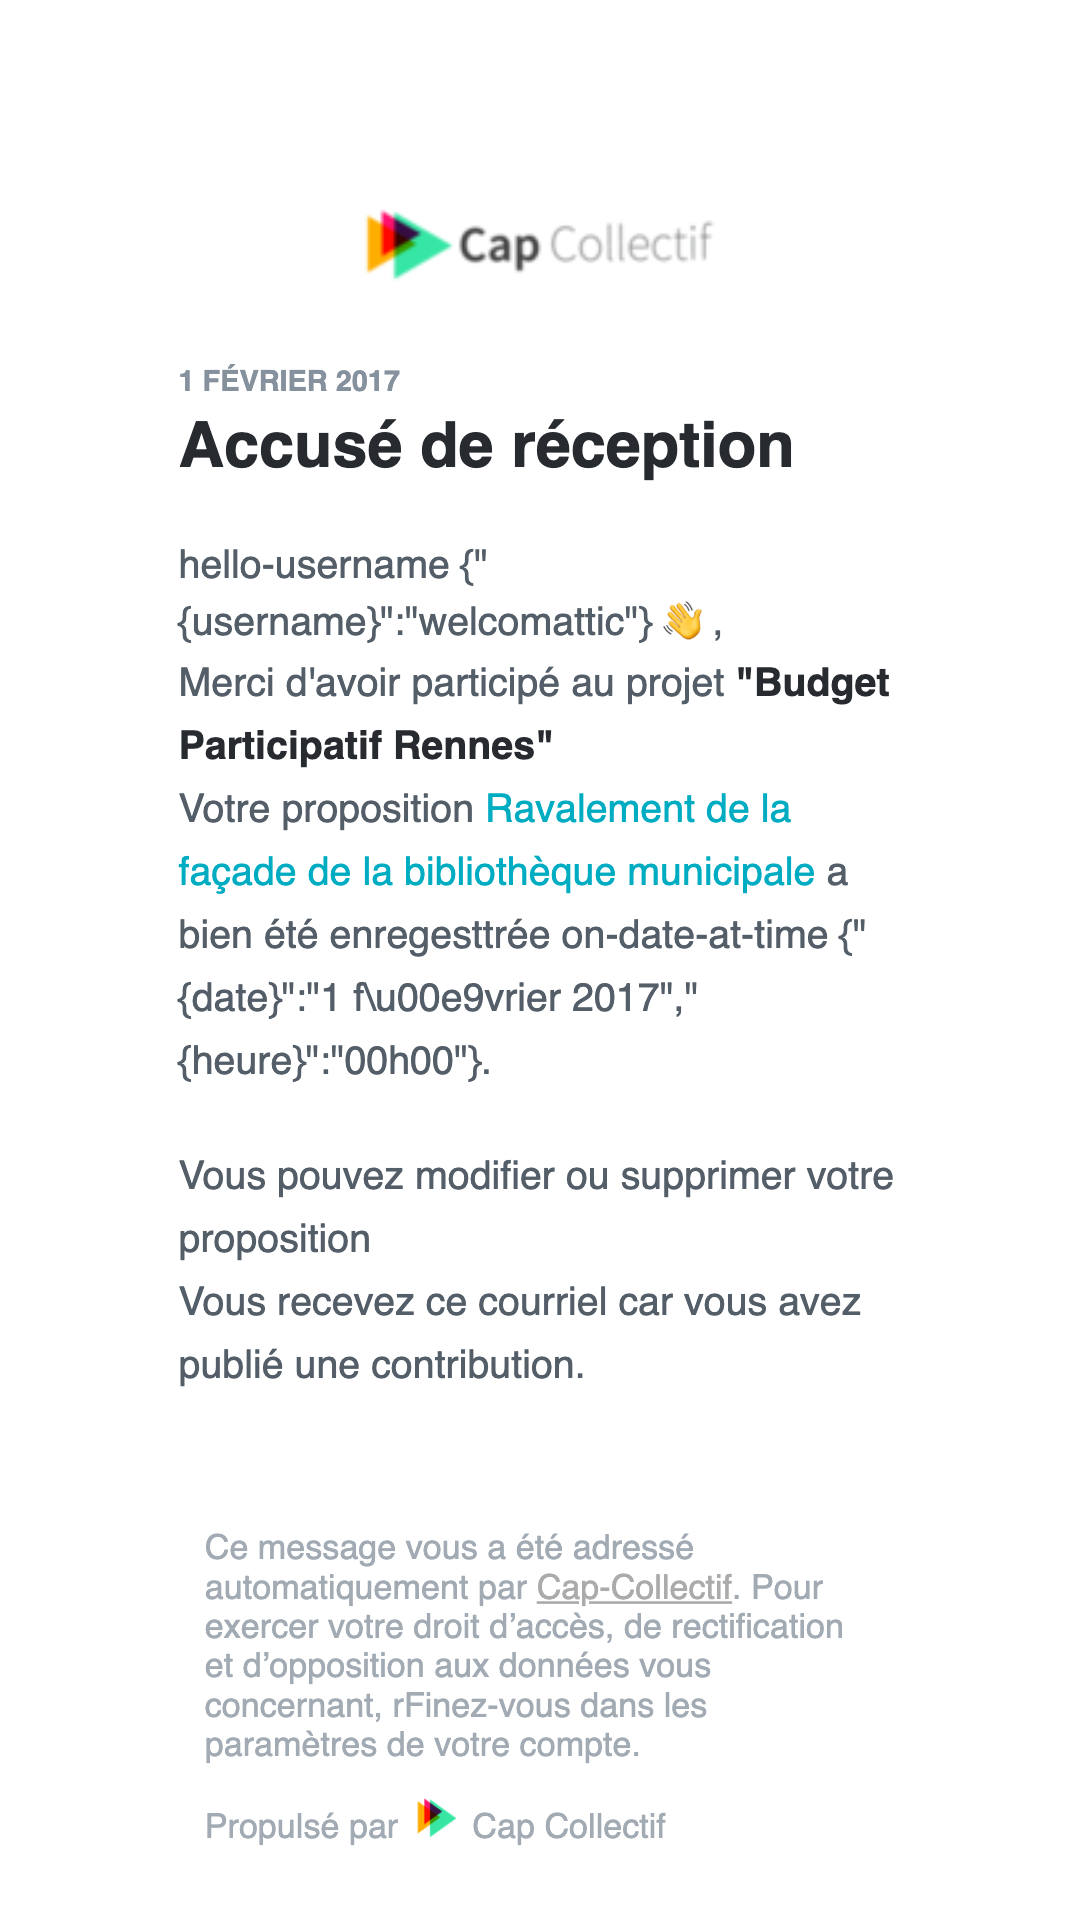 Cap Collectif
1 FÉVRIER 2017
Accusé de réception
hello-username {"
{username}":"welcomattic"} 👋 ,
Merci d'avoir participé au projet "Budget
Participatif Rennes"
Votre proposition Ravalement de la
façade de la bibliothèque municipale a
bien été enregesttrée on-date-at-time {"
{date}":"1 f\u00e9vrier 2017","
{heure}":"00h00"}.
Vous pouvez modifier ou supprimer votre
proposition
Vous recevez ce courriel car vous avez
publié une contribution.
Ce message vous a été adressé
automatiquement par Cap-Collectif. Pour
exercer votre droit d’accès, de rectification
et d’opposition aux données vous
concernant, rFinez-vous dans les
paramètres de votre compte.
Propulsé par Cap Collectif